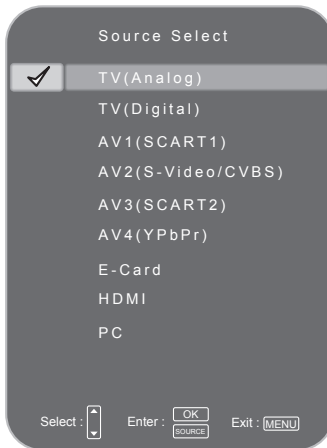 Source Select
TV(Analog)
TV(Digital)
AV1(SCART1)
AV2(S-Video/CVBS)
AV3(SCART2)
AV4(YPbPr)
E-Card
HDMI
PC
Select : Enter : OK SOURCE Exit : MENU